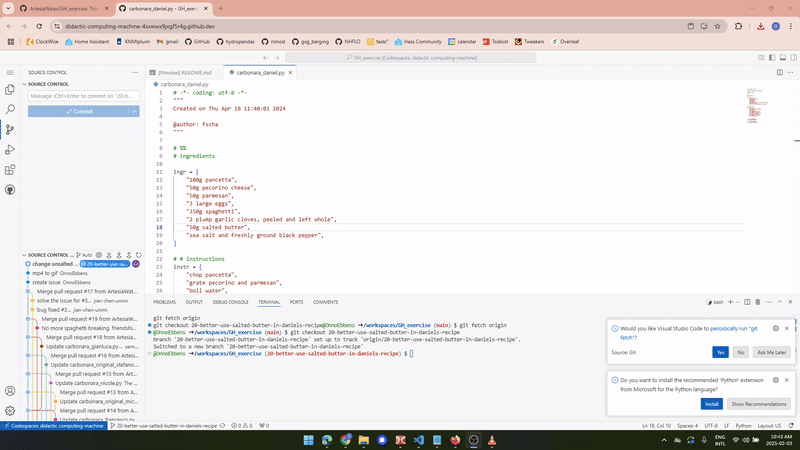 ArtesiaWater/GH_exercise: TH
carbonara_daniel.py - GH_exe
didactic-computing-machine-4xxwex9jxgf5r4g.github.dev
ClockWise
Home Assistant
KNMIpluim
gmail
GitHub
hydropandas
nlmod
gxg_berging
NHFLO
tado°
Hass Community
calendar
Todoist
Tweakers
Overleaf
GH_exercise [Codespaces: didactic computing-machine]
SOURCE CONTROL
[Preview] README.md
carbonara_daniel.py
SOURCE CONTROL
Message (Ctrl+Enter to commit on "20-b
Commit
carbonara_daniel.py
1 # -*- coding: utf-8 -*-
2 """
3 Created on Thu Apr 18 11:40:01 2024
4
5 @author: fscha
6 """
7
8 # %%
9 # ingredients
10
11 ingr = [
12 "100g pancetta",
13 "50g pecorino cheese",
14 "50g parmesan",
15 "3 large eggs",
16 "350g spaghetti",
17 "2 plump garlic cloves, peeled and left whole",
18 "50g salted butter",
19 "sea salt and freshly ground black pepper",
20 ]
21
22 # # instructions
23 instr = [
24 "chop pancetta",
25 "grate pecorino and parmesan",
26 "boil water",
SOURCE CONTROL ...
Auto
change unsalted
20-better-use-sa...
mp4 to gif OnnoEbbens
create issue OnnoEbbens
Merge pull request #17 from ArtesiaWat
solve the issue for #3... jian-chen-unimi
bug fixed #3... jian-chen-unimi
Merge pull request #19 from ArtesiaWa
No more spaghetti breaking, friendshi
Merge pull request #18 from Artesia
Update carbonara_gianluca.py...
Merge pull request #16 from Artesia
Update carbonara_original_stefano
Merge pull request #15 from Artes
Update carbonara_nicole.py The
Merge pull request #13 from A
Update carbonara_original_mic
Merge pull request #14 from A
Update carbonara_francesco.py
PROBLEMS
OUTPUT
DEBUG CONSOLE
TERMINAL
PORTS
COMMENTS
bash
git fetch origin
git checkout 20-better-use-salted-butter-in-daniels-recipe@OnnoEbbens ➜ /workspaces/GH_exercise (main) $ git fetch origin
@OnnoEbbens ➜ /workspaces/GH_exercise (main) $ git checkout 20-better-use-salted-butter-in-daniels-recipe
branch '20-better-use-salted-butter-in-daniels-recipe' set up to track 'origin/20-better-use-salted-butter-in-daniels-recipe'.
Switched to a new branch '20-better-use-salted-butter-in-daniels-recipe'
@OnnoEbbens ➜ /workspaces/GH_exercise (20-better-use-salted-butter-in-daniels-recipe) $
Would you like Visual Studio Code to periodically run "git
fetch"?
Source: Git
Yes
No
Ask Me Later
Do you want to install the recommended 'Python' extension
from Microsoft for the Python language?
Install
Show Recommendations
Codespaces: didactic computing-machine
20-better-use-salted-butter-in-daniels-recipe
0
0
0
Ln 18, Col 10
Spaces: 4
UTF-8
LF
Python
Layout: US
ENG
INTL
10:43 AM
2025-02-03